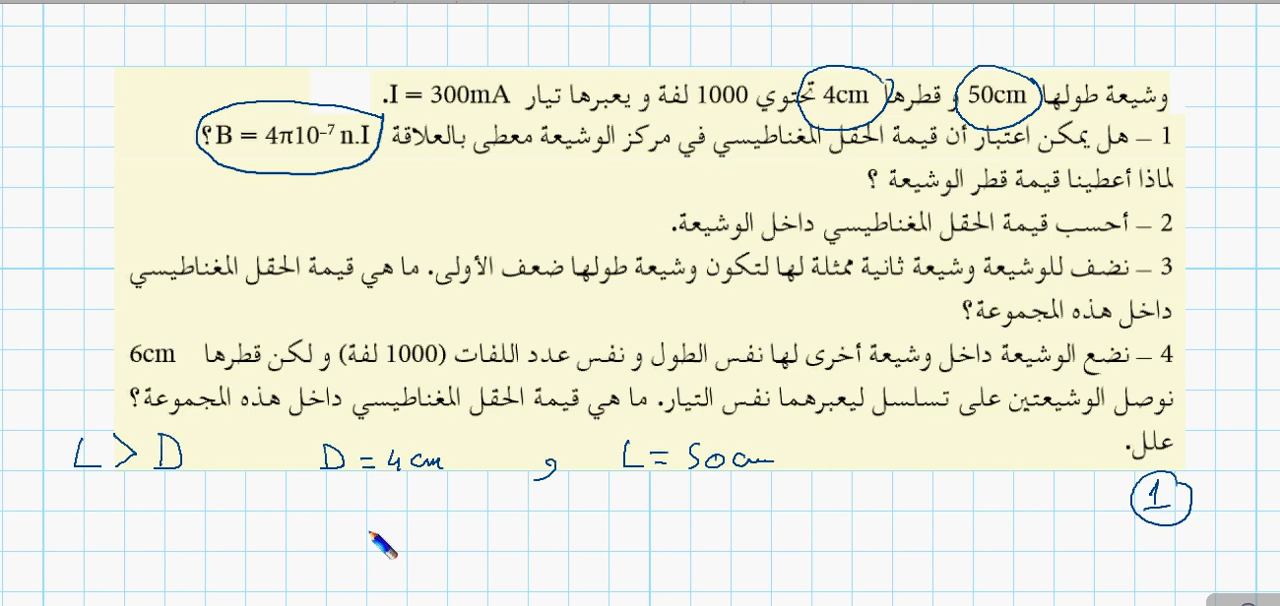 وشيعة طولها 50cm و قطرها 4cm تحتوي 1000 لفة و يعبرها تيار I = 300mA.
1 – هل يمكن اعتبار أن قيمة الحقل المغناطيسي في مركز الوشيعة معطى بالعلاقة B = 4π10⁻⁷ n.I؟
لماذا أعطينا قيمة قطر الوشيعة ؟
2 – أحسب قيمة الحقل المغناطيسي داخل الوشيعة.
3 – نضف للوشيعة وشيعة ثانية ممثلة لها لتكون وشيعة طولها ضعف الأولى. ما هي قيمة الحقل المغناطيسي
داخل هذه المجموعة؟
4 – نضع الوشيعة داخل وشيعة أخرى لها نفس الطول و نفس عدد اللفات (1000 لفة) و لكن قطرها 6cm
نوصل الوشيعتين على تسلسل ليعبرهما نفس التيار. ما هي قيمة الحقل المغناطيسي داخل هذه المجموعة؟
علل.
L = 50cm و D = 4cm L > D
1